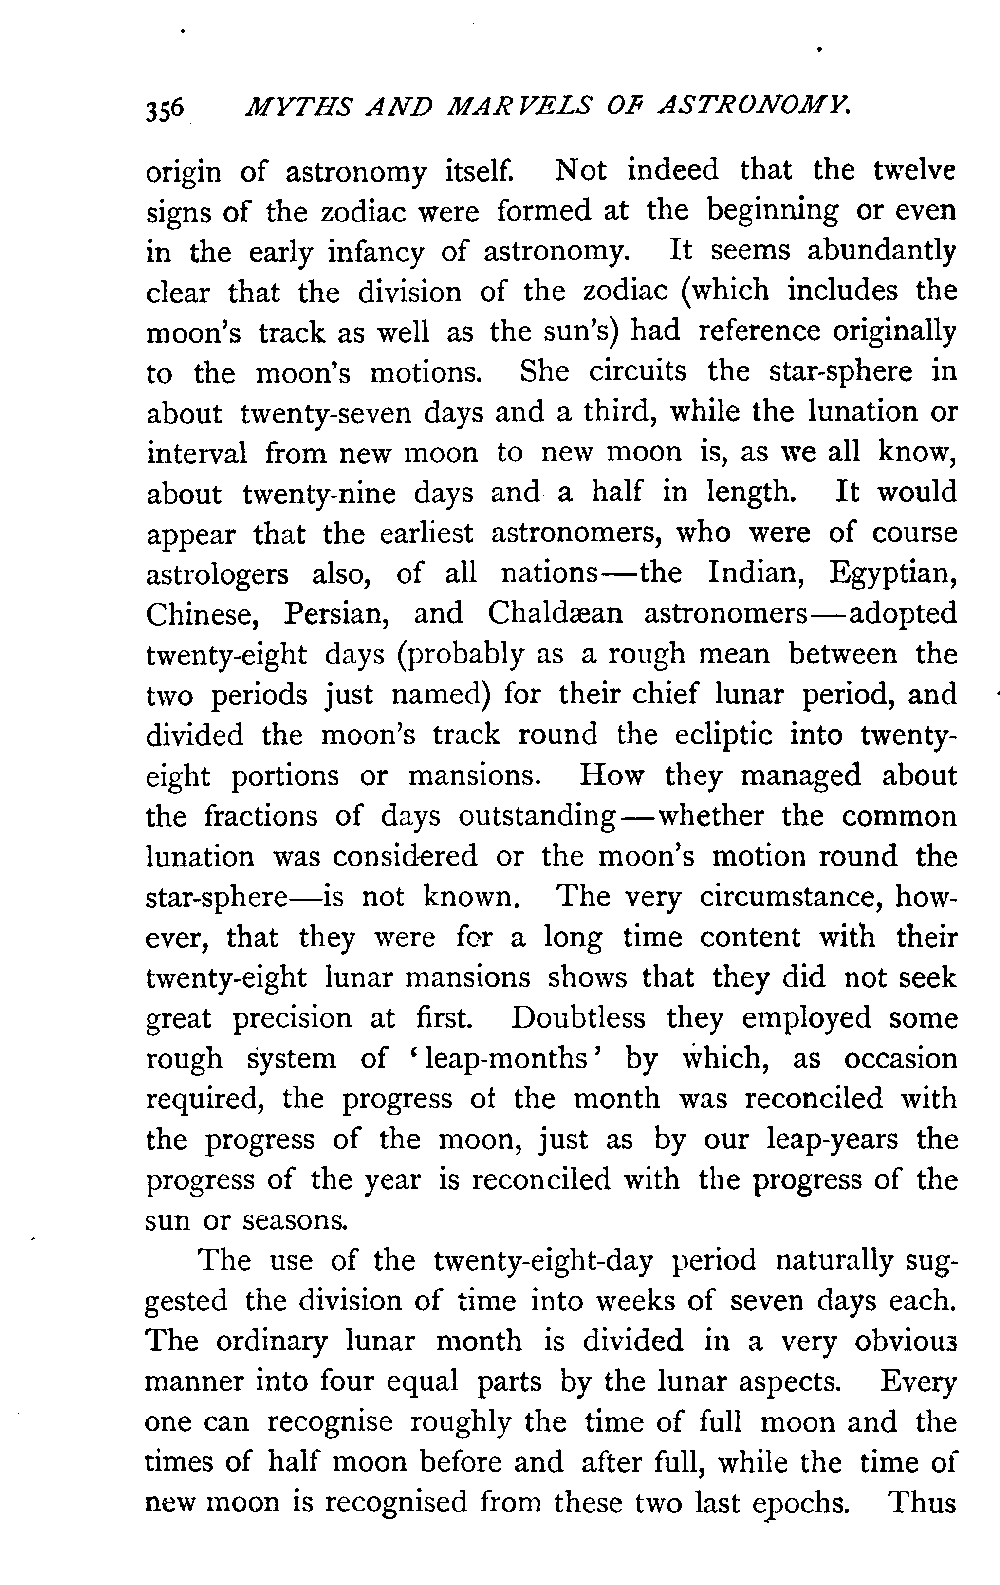 356 MYTHS AND MARVELS OF ASTRONOMY.
origin of astronomy itself. Not indeed that the twelve
signs of the zodiac were formed at the beginning or even
in the early infancy of astronomy. It seems abundantly
clear that the division of the zodiac (which includes the
moon's track as well as the sun's) had reference originally
to the moon's motions. She circuits the star-sphere in
about twenty-seven days and a third, while the lunation or
interval from new moon to new moon is, as we all know,
about twenty-nine days and a half in length. It would
appear that the earliest astronomers, who were of course
astrologers also, of all nations—the Indian, Egyptian,
Chinese, Persian, and Chaldæan astronomers—adopted
twenty-eight days (probably as a rough mean between the
two periods just named) for their chief lunar period, and
divided the moon's track round the ecliptic into twenty-
eight portions or mansions. How they managed about
the fractions of days outstanding—whether the common
lunation was considered or the moon's motion round the
star-sphere—is not known. The very circumstance, how-
ever, that they were for a long time content with their
twenty-eight lunar mansions shows that they did not seek
great precision at first. Doubtless they employed some
rough system of 'leap-months' by which, as occasion
required, the progress of the month was reconciled with
the progress of the moon, just as by our leap-years the
progress of the year is reconciled with the progress of the
sun or seasons.
The use of the twenty-eight-day period naturally sug-
gested the division of time into weeks of seven days each.
The ordinary lunar month is divided in a very obvious
manner into four equal parts by the lunar aspects. Every
one can recognise roughly the time of full moon and the
times of half moon before and after full, while the time of
new moon is recognised from these two last epochs. Thus